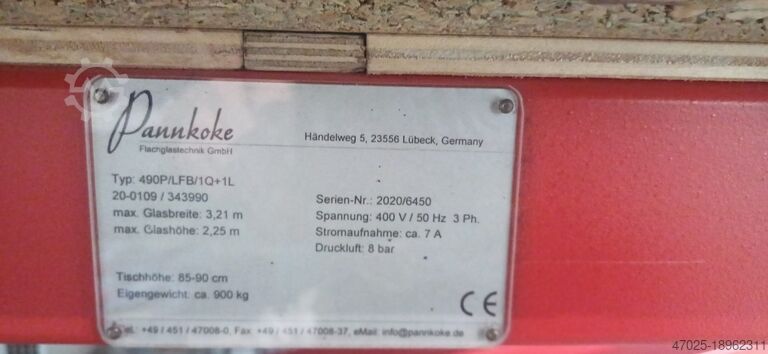 Pannkoke
Flachglastechnik GmbH
Händelweg 5, 23556 Lübeck, Germany
Typ: 490P/LFB/1Q+1L
20-0109 / 343990
max. Glasbreite: 3,21 m
max. Glashöhe: 2,25 m
Serien-Nr.: 2020/6450
Spannung: 400 V / 50 Hz 3 Ph.
Stromaufnahme: ca. 7 A
Druckluft: 8 bar
Tischhöhe: 85-90 cm
Eigengewicht: ca. 900 kg
CE
Tel.: +49 / 451 / 47008-0, Fax: +49 / 451 / 47008-37, eMail: info@pannkoke.de
47025-18962311